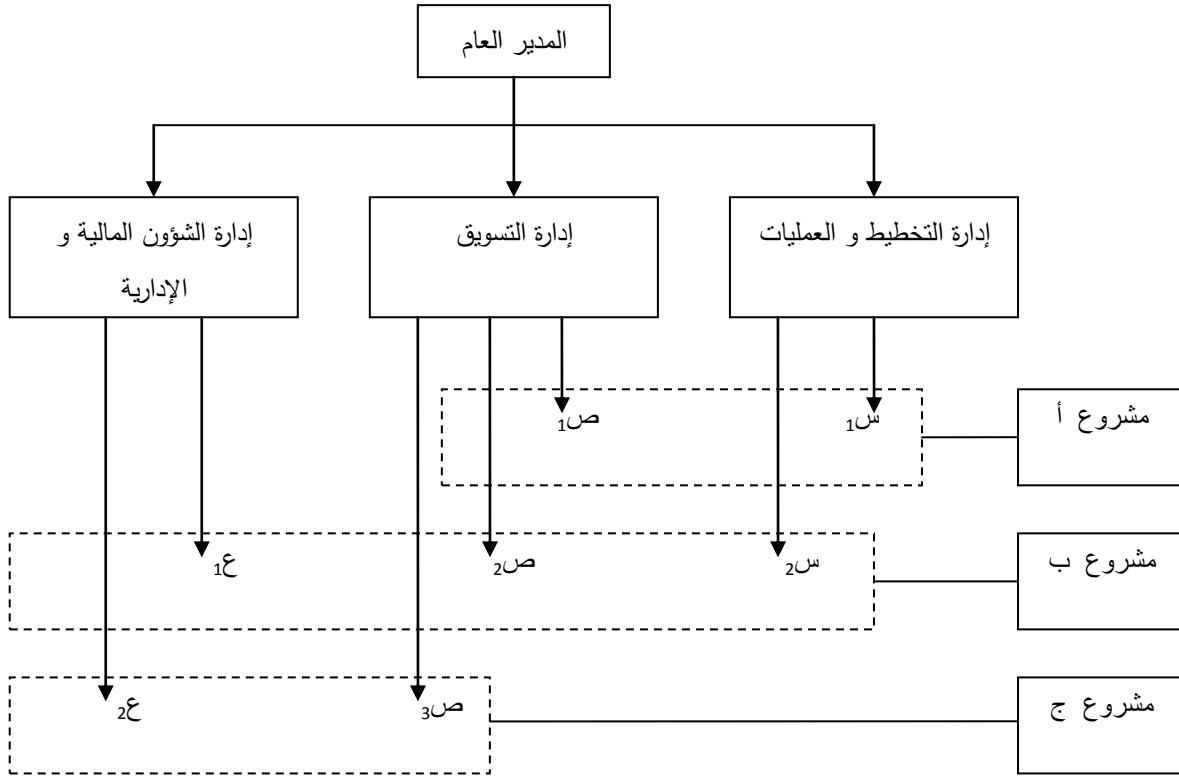 المدير العام
إدارة التخطيط و العمليات
إدارة التسويق
إدارة الشؤون المالية و
الإدارية
مشروع أ
س1
ص1
مشروع ب
س2
ص2
ع1
مشروع ج
ص3
ع2